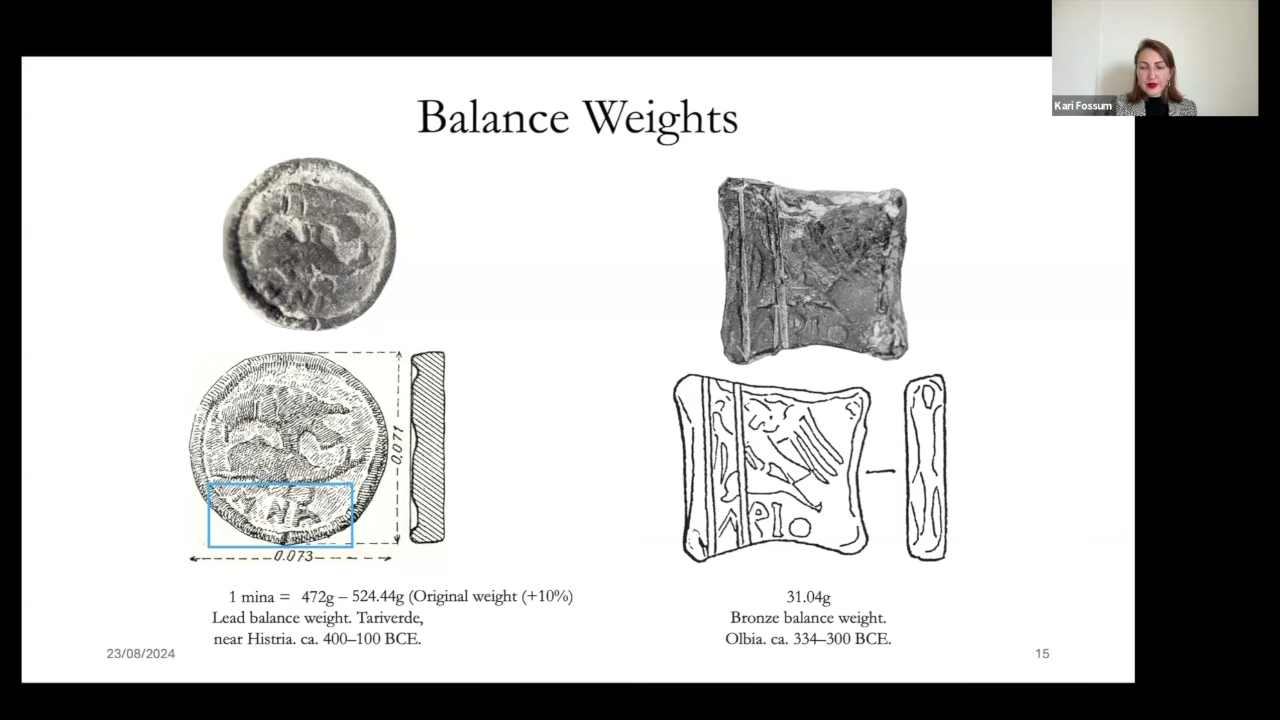 Kari Fossum
Balance Weights
0.071
0.073
ΑΡΙΟ
1 mina = 472g – 524.44g (Original weight (+10%)
Lead balance weight. Tariverde,
near Histria. ca. 400–100 BCE.
31.04g
Bronze balance weight.
Olbia. ca. 334–300 BCE.
23/08/2024
15